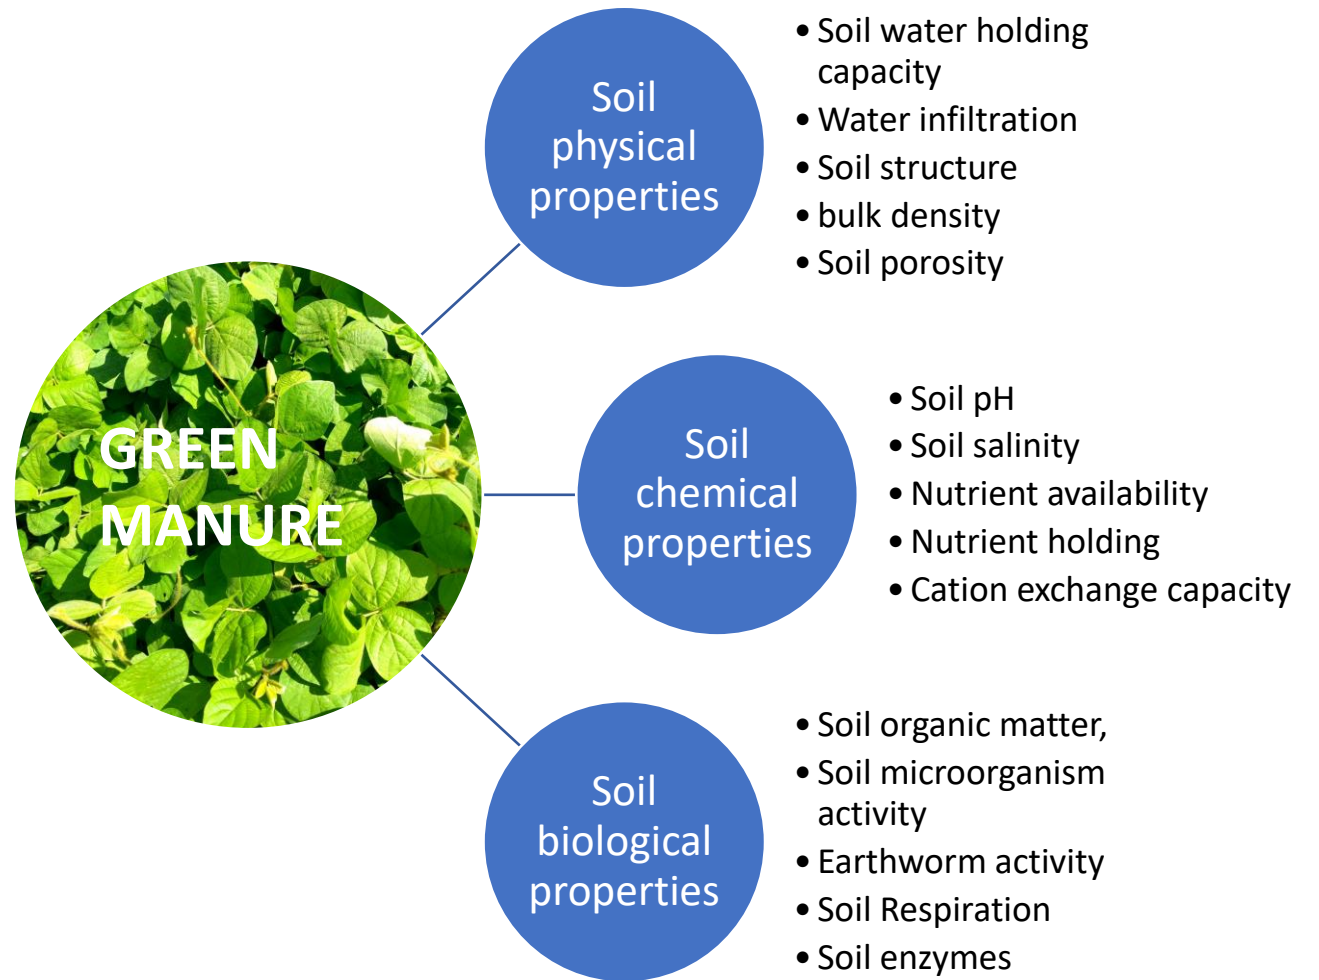 GREEN
MANURE
Soil
physical
properties
• Soil water holding
capacity
• Water infiltration
• Soil structure
• bulk density
• Soil porosity
Soil
chemical
properties
• Soil pH
• Soil salinity
• Nutrient availability
• Nutrient holding
• Cation exchange capacity
Soil
biological
properties
• Soil organic matter,
• Soil microorganism
activity
• Earthworm activity
• Soil Respiration
• Soil enzymes